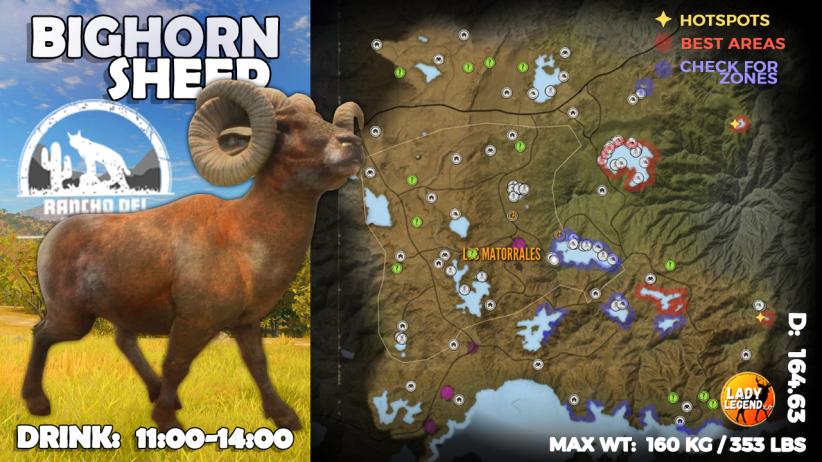 BIGHORN
SHEEP
RANCHO DEL
HOTSPOTS
BEST AREAS
CHECK FOR
ZONES
MATORRALES
DRINK: 11:00-14:00
D: 164.63
LADY
LEGEND
MAX WT: 160 KG / 353 LBS